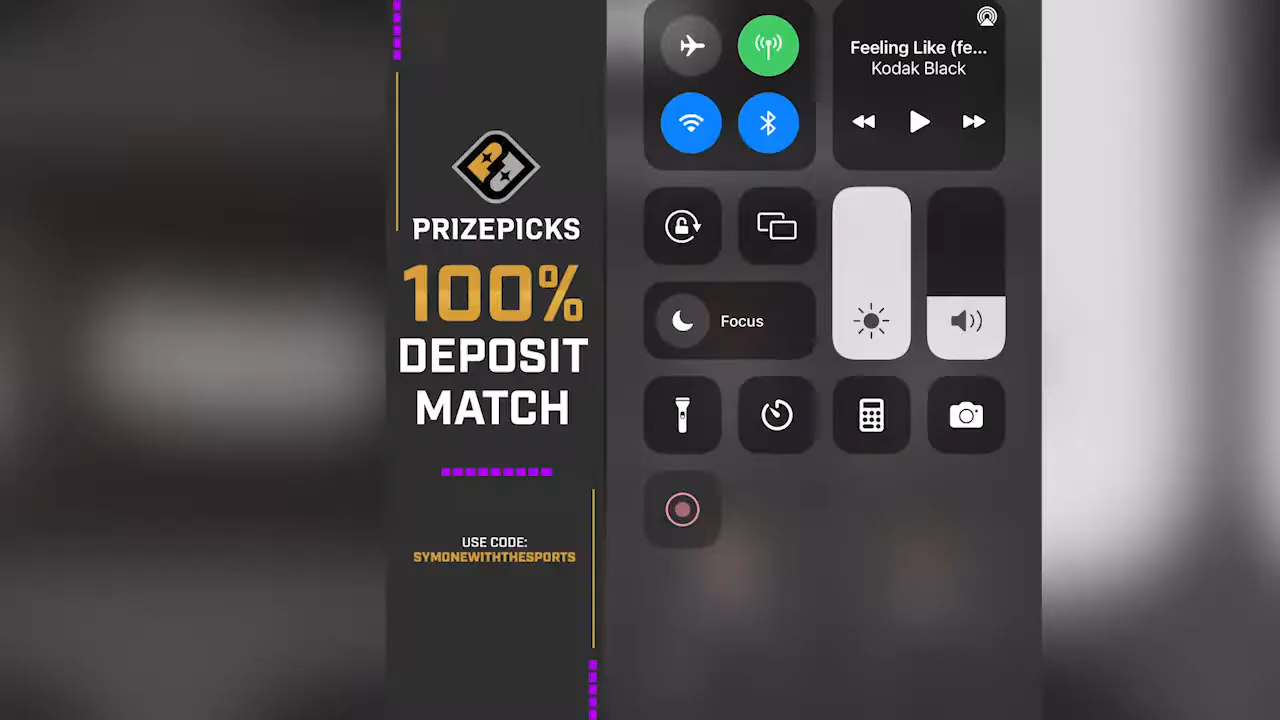 PRIZEPICKS
100%
DEPOSIT
MATCH
USE CODE:
SYMONEWITHTHESPORTS
Feeling Like (fe...
Kodak Black
Focus